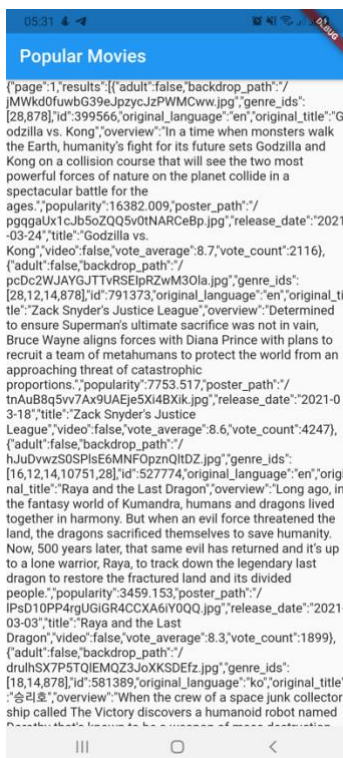 05:31
DEBUG
Popular Movies
{"page":1,"results":[{"adult":false,"backdrop_path":"/
jMWkd0fuwbG39eJpzycJzPWMCww.jpg","genre_ids":
[28,878],"id":399566,"original_language":"en","original_title":"G
odzilla vs. Kong","overview":"In a time when monsters walk
the Earth, humanity's fight for its future sets Godzilla and
Kong on a collision course that will see the two most
powerful forces of nature on the planet collide in a
spectacular battle for the
ages.","popularity":16382.009,"poster_path":"/
pgqgaUx1cJb5oZQQ5v0tNARCeBp.jpg","release_date":"2021
-03-24","title":"Godzilla vs.
Kong","video":false,"vote_average":8.7,"vote_count":2116},
{"adult":false,"backdrop_path":"/
pcDc2WJAYGJTTvRSEIpRZwM3Ola.jpg","genre_ids":
[28,12,14,878],"id":791373,"original_language":"en","original_ti
tle":"Zack Snyder's Justice League","overview":"Determined
to ensure Superman's ultimate sacrifice was not in vain,
Bruce Wayne aligns forces with Diana Prince with plans to
recruit a team of metahumans to protect the world from an
approaching threat of catastrophic
proportions.","popularity":7753.517,"poster_path":"/
tnAuB8q5vv7Ax9UAEje5Xi4BXik.jpg","release_date":"2021-0
3-18","title":"Zack Snyder's Justice
League","video":false,"vote_average":8.6,"vote_count":4247},
{"adult":false,"backdrop_path":"/
hJuDvwzS0SPlsE6MNFOpznQltDZ.jpg","genre_ids":
[16,12,14,10751,28],"id":527774,"original_language":"en","origi
nal_title":"Raya and the Last Dragon","overview":"Long ago, in
the fantasy world of Kumandra, humans and dragons lived
together in harmony. But when an evil force threatened the
land, the dragons sacrificed themselves to save humanity.
Now, 500 years later, that same evil has returned and it's up
to a lone warrior, Raya, to track down the legendary last
dragon to restore the fractured land and its divided
people.","popularity":3459.153,"poster_path":"/
lPsD10PP4rgUGiGR4CCXA6iY0QQ.jpg","release_date":"2021-
03-03","title":"Raya and the Last
Dragon","video":false,"vote_average":8.3,"vote_count":1899},
{"adult":false,"backdrop_path":"/
drulhSX7P5TQlEMQZ3JoXKSDEfz.jpg","genre_ids":
[18,14,878],"id":581389,"original_language":"ko","original_title"
:"승리호","overview":"When the crew of a space junk collector
ship called The Victory discovers a humanoid robot named
Dorothy that's known to be a weapon of mass destruction,